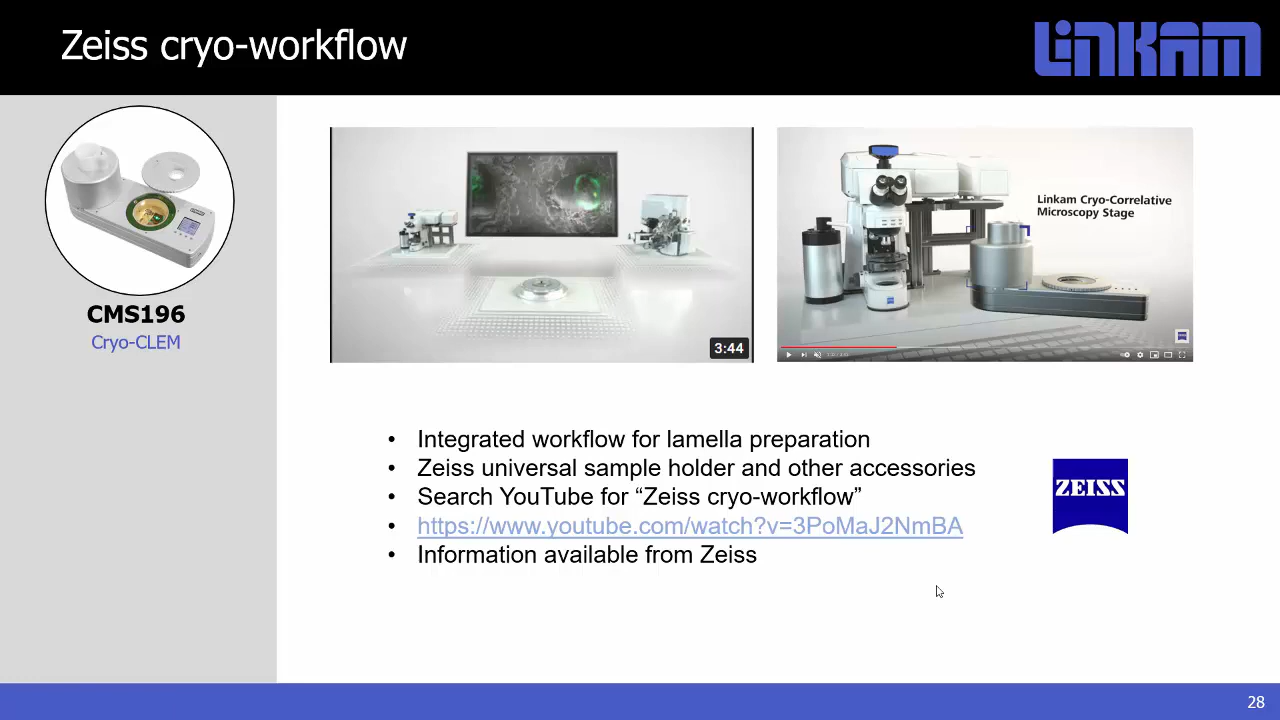 Zeiss cryo-workflow
LINKAM
CMS196
Cryo-CLEM
3:44
Linkam Cryo-Correlative
Microscopy Stage
• Integrated workflow for lamella preparation
• Zeiss universal sample holder and other accessories
• Search YouTube for “Zeiss cryo-workflow”
• https://www.youtube.com/watch?v=3PoMaJ2NmBA
• Information available from Zeiss
ZEISS
28